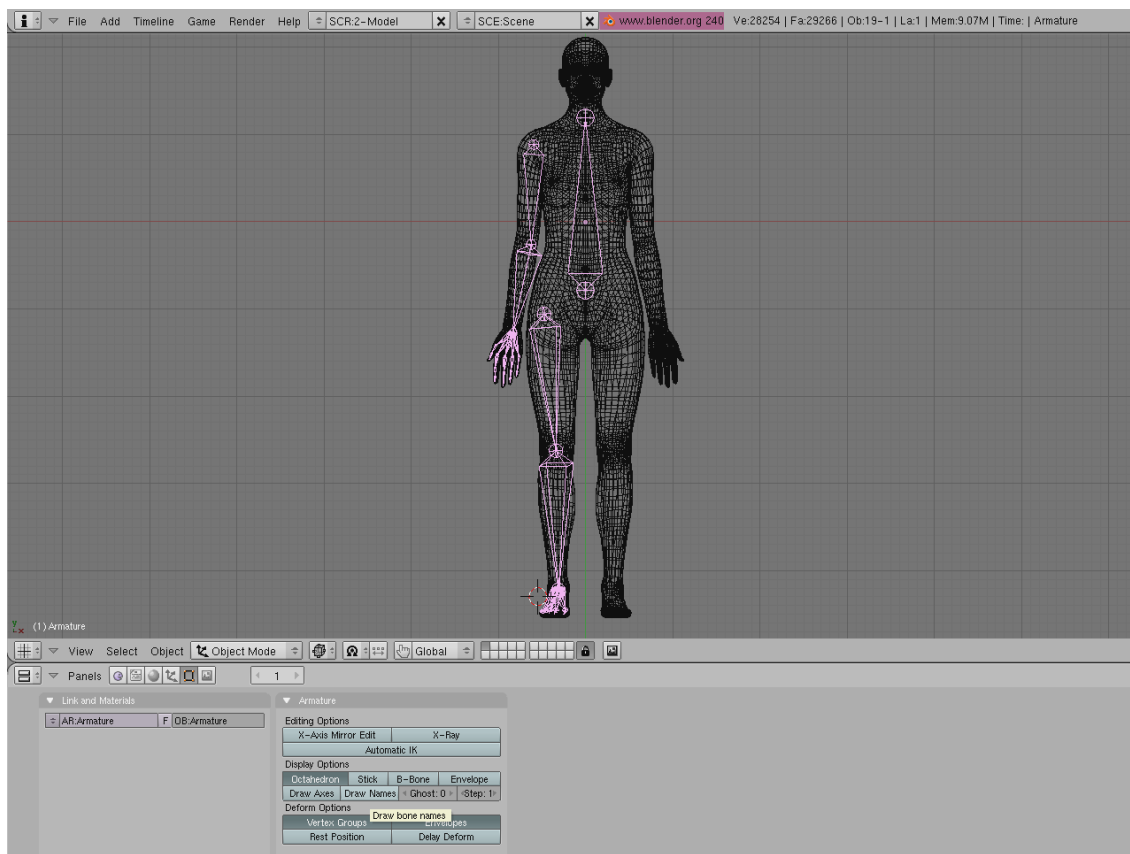 File Add Timeline Game Render Help SCR:2-Model SCE:Scene www.blender.org 240 Ve:28254 | Fa:29266 | Ob:19-1 | La:1 | Mem:9.07M | Time: | Armature
y
x (1) Armature
View Select Object Object Mode Global
Panels 1
Link and Materials Armature
AR:Armature F OB:Armature Editing Options
X-Axis Mirror Edit X-Ray
Automatic IK
Display Options
Octahedron Stick B-Bone Envelope
Draw Axes Draw Names Ghost: 0 Step: 1
Deform Options
Draw bone names
Vertex Groups Envelopes
Rest Position Delay Deform